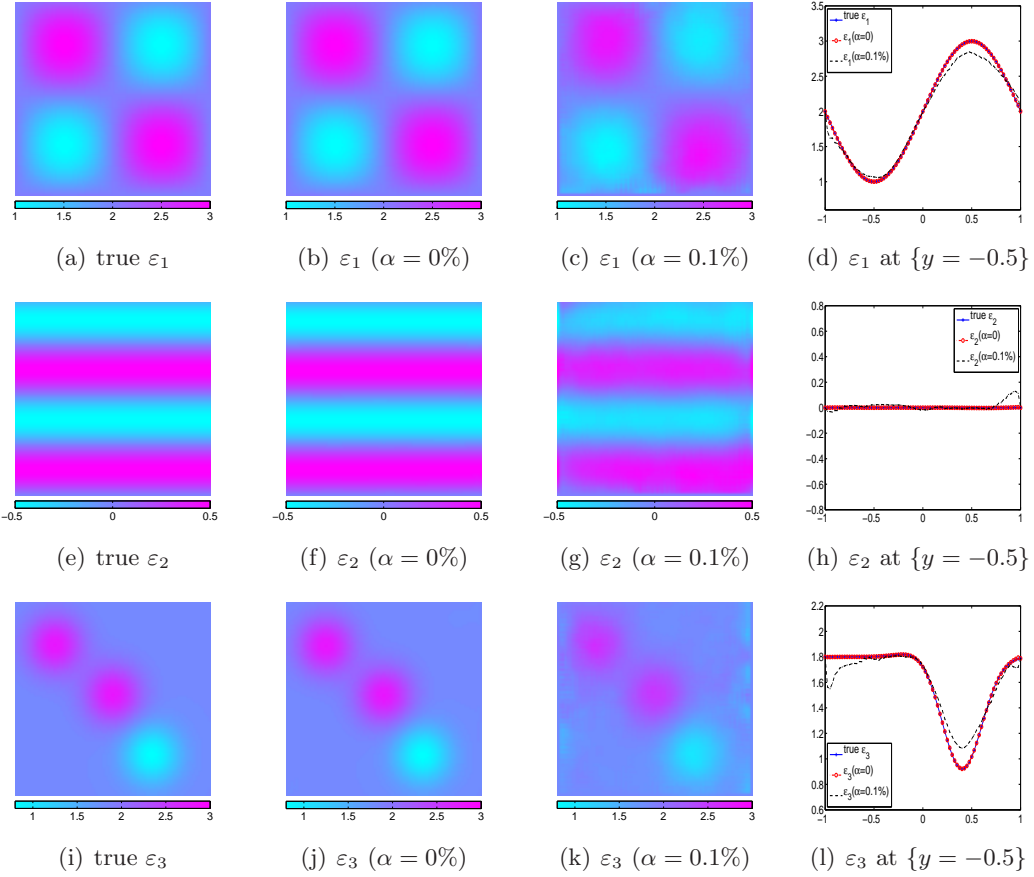 1 1.5 2 2.5 3
1 1.5 2 2.5 3
1 1.5 2 2.5 3
3.5
3
2.5
2
1.5
1
−1 −0.5 0 0.5 1
true ε1
ε1(α=0)
ε1(α=0.1%)
(a) true ε1
(b) ε1 (α = 0%)
(c) ε1 (α = 0.1%)
(d) ε1 at {y = −0.5}
−0.5 0 0.5
−0.5 0 0.5
−0.5 0 0.5
0.8
0.6
0.4
0.2
0
−0.2
−0.4
−0.6
−0.8
−1 −0.5 0 0.5 1
true ε2
ε2(α=0)
ε2(α=0.1%)
(e) true ε2
(f) ε2 (α = 0%)
(g) ε2 (α = 0.1%)
(h) ε2 at {y = −0.5}
1 1.5 2 2.5 3
1 1.5 2 2.5 3
1 1.5 2 2.5 3
2.2
2
1.8
1.6
1.4
1.2
1
0.8
0.6
−1 −0.5 0 0.5 1
true ε3
ε3(α=0)
ε3(α=0.1%)
(i) true ε3
(j) ε3 (α = 0%)
(k) ε3 (α = 0.1%)
(l) ε3 at {y = −0.5}